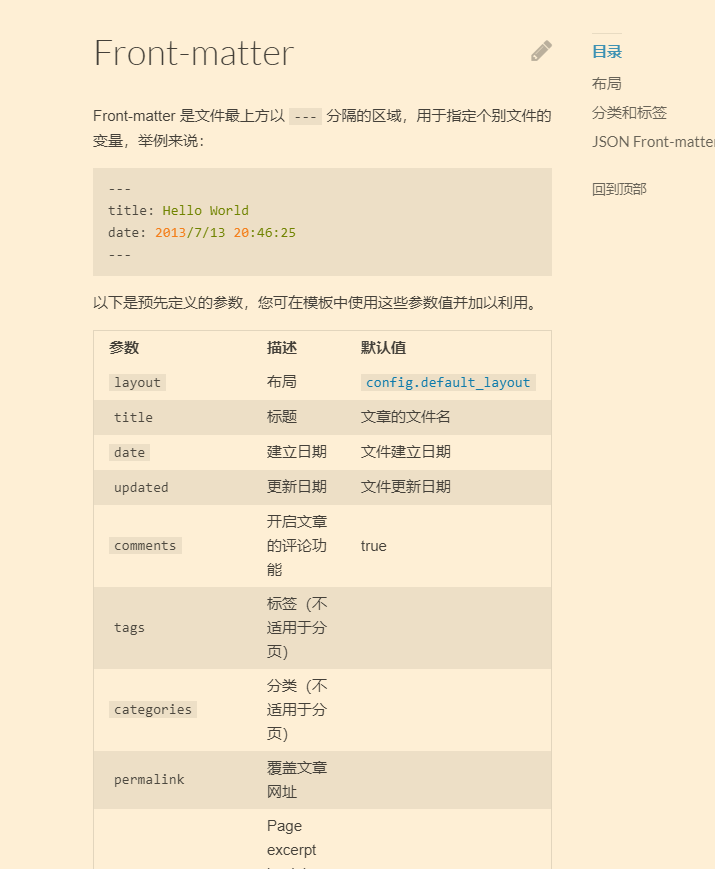 Front-matter
Front-matter 是文件最上方以 --- 分隔的区域，用于指定个别文件的
变量，举例来说：
---
title: Hello World
date: 2013/7/13 20:46:25
---
以下是预先定义的参数，您可在模板中使用这些参数值并加以利用。
参数 描述 默认值
layout 布局 config.default_layout
title 标题 文章的文件名
date 建立日期 文件建立日期
updated 更新日期 文件更新日期
comments 开启文章的评论功能 true
tags 标签（不适用于分页）
categories 分类（不适用于分页）
permalink 覆盖文章网址
Page
excerpt
目录
布局
分类和标签
JSON Front-matter
回到顶部